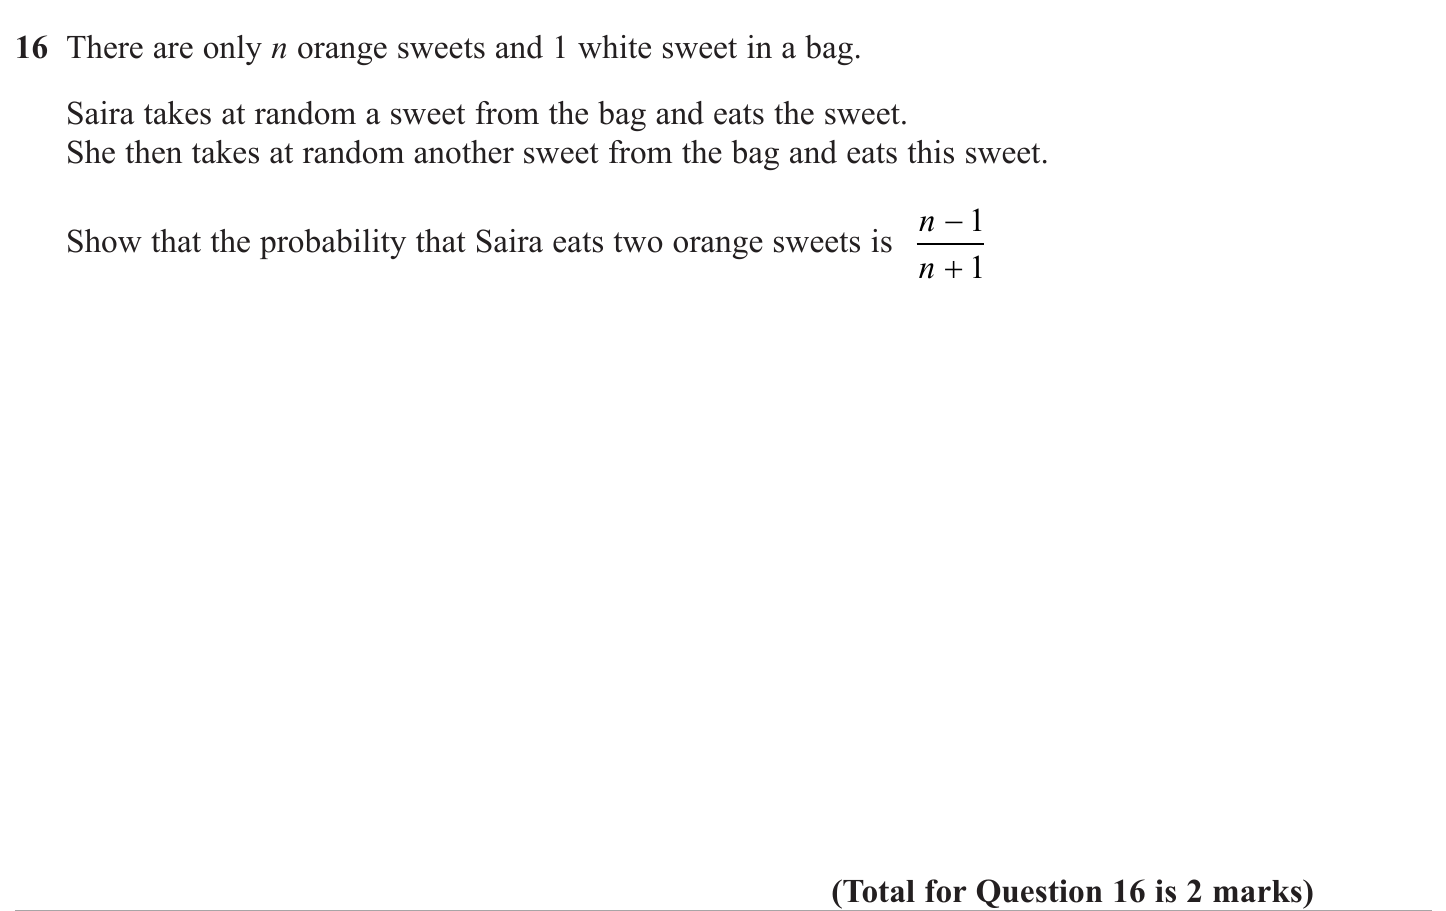 16 There are only n orange sweets and 1 white sweet in a bag.
Saira takes at random a sweet from the bag and eats the sweet.
She then takes at random another sweet from the bag and eats this sweet.
Show that the probability that Saira eats two orange sweets is
n − 1
n + 1
(Total for Question 16 is 2 marks)